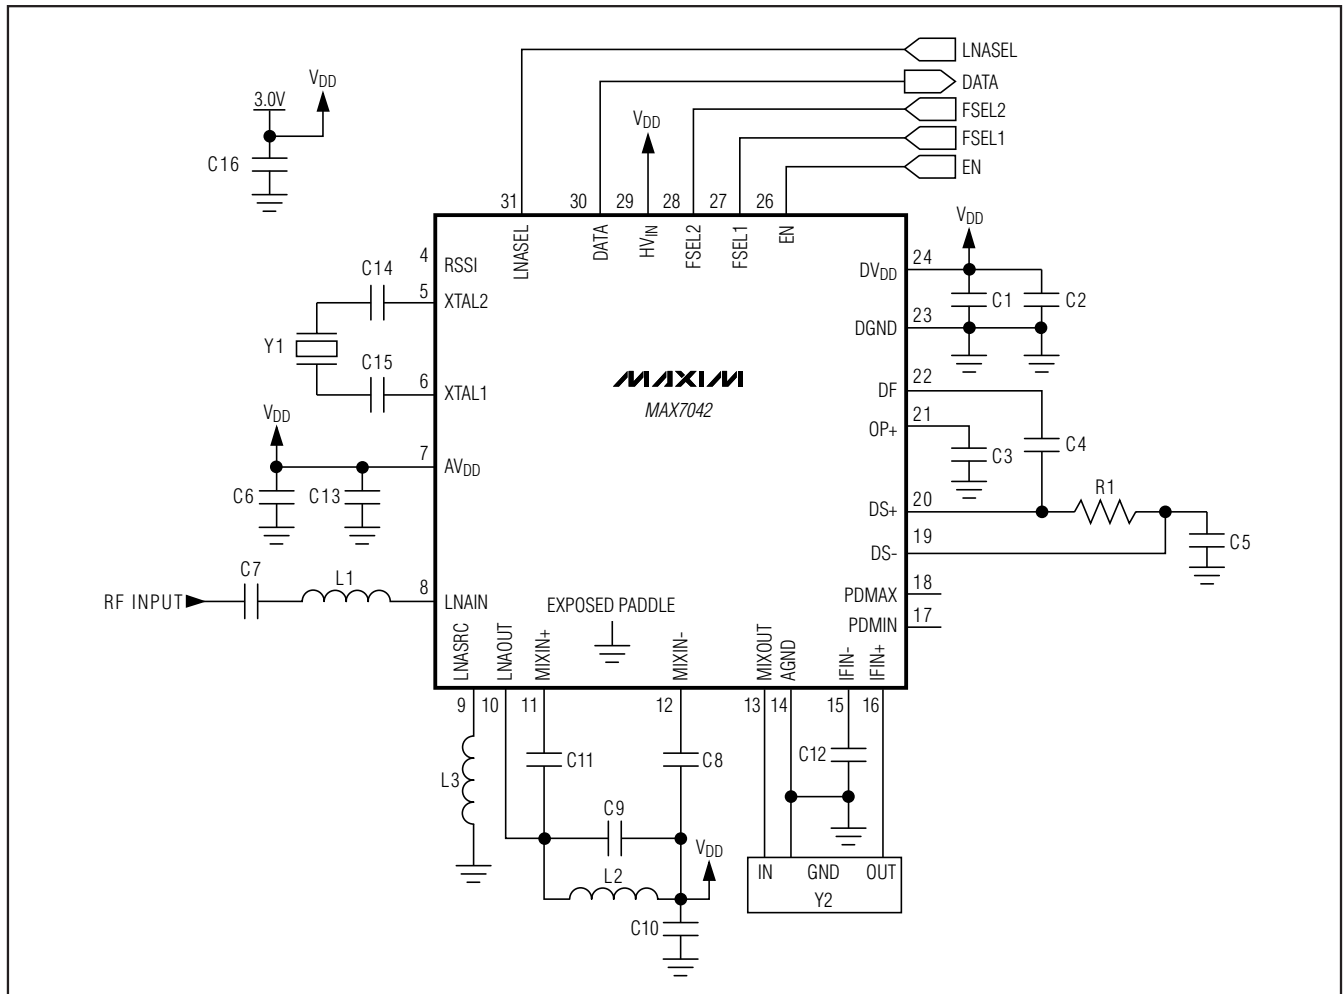 LNASEL
DATA
FSEL2
FSEL1
EN
3.0V
VDD
C16
VDD
31
30
29
28
27
26
LNASEL
DATA
HVIN
FSEL2
FSEL1
EN
4
RSSI
C14
5
XTAL2
Y1
C15
6
XTAL1
VDD
7
AVDD
C6
C13
RF INPUT
C7
L1
8
LNAIN
MAXIM
MAX7042
EXPOSED PADDLE
VDD
24
DVDD
C1
C2
23
DGND
22
DF
21
OP+
C3
C4
20
DS+
R1
19
DS-
C5
18
PDMAX
17
PDMIN
LNASRC
LNAOUT
MIXIN+
MIXIN-
MIXOUT
AGND
IFIN-
IFIN+
9
10
11
12
13
14
15
16
L3
C11
C8
C12
C9
VDD
L2
C10
IN
GND
OUT
Y2